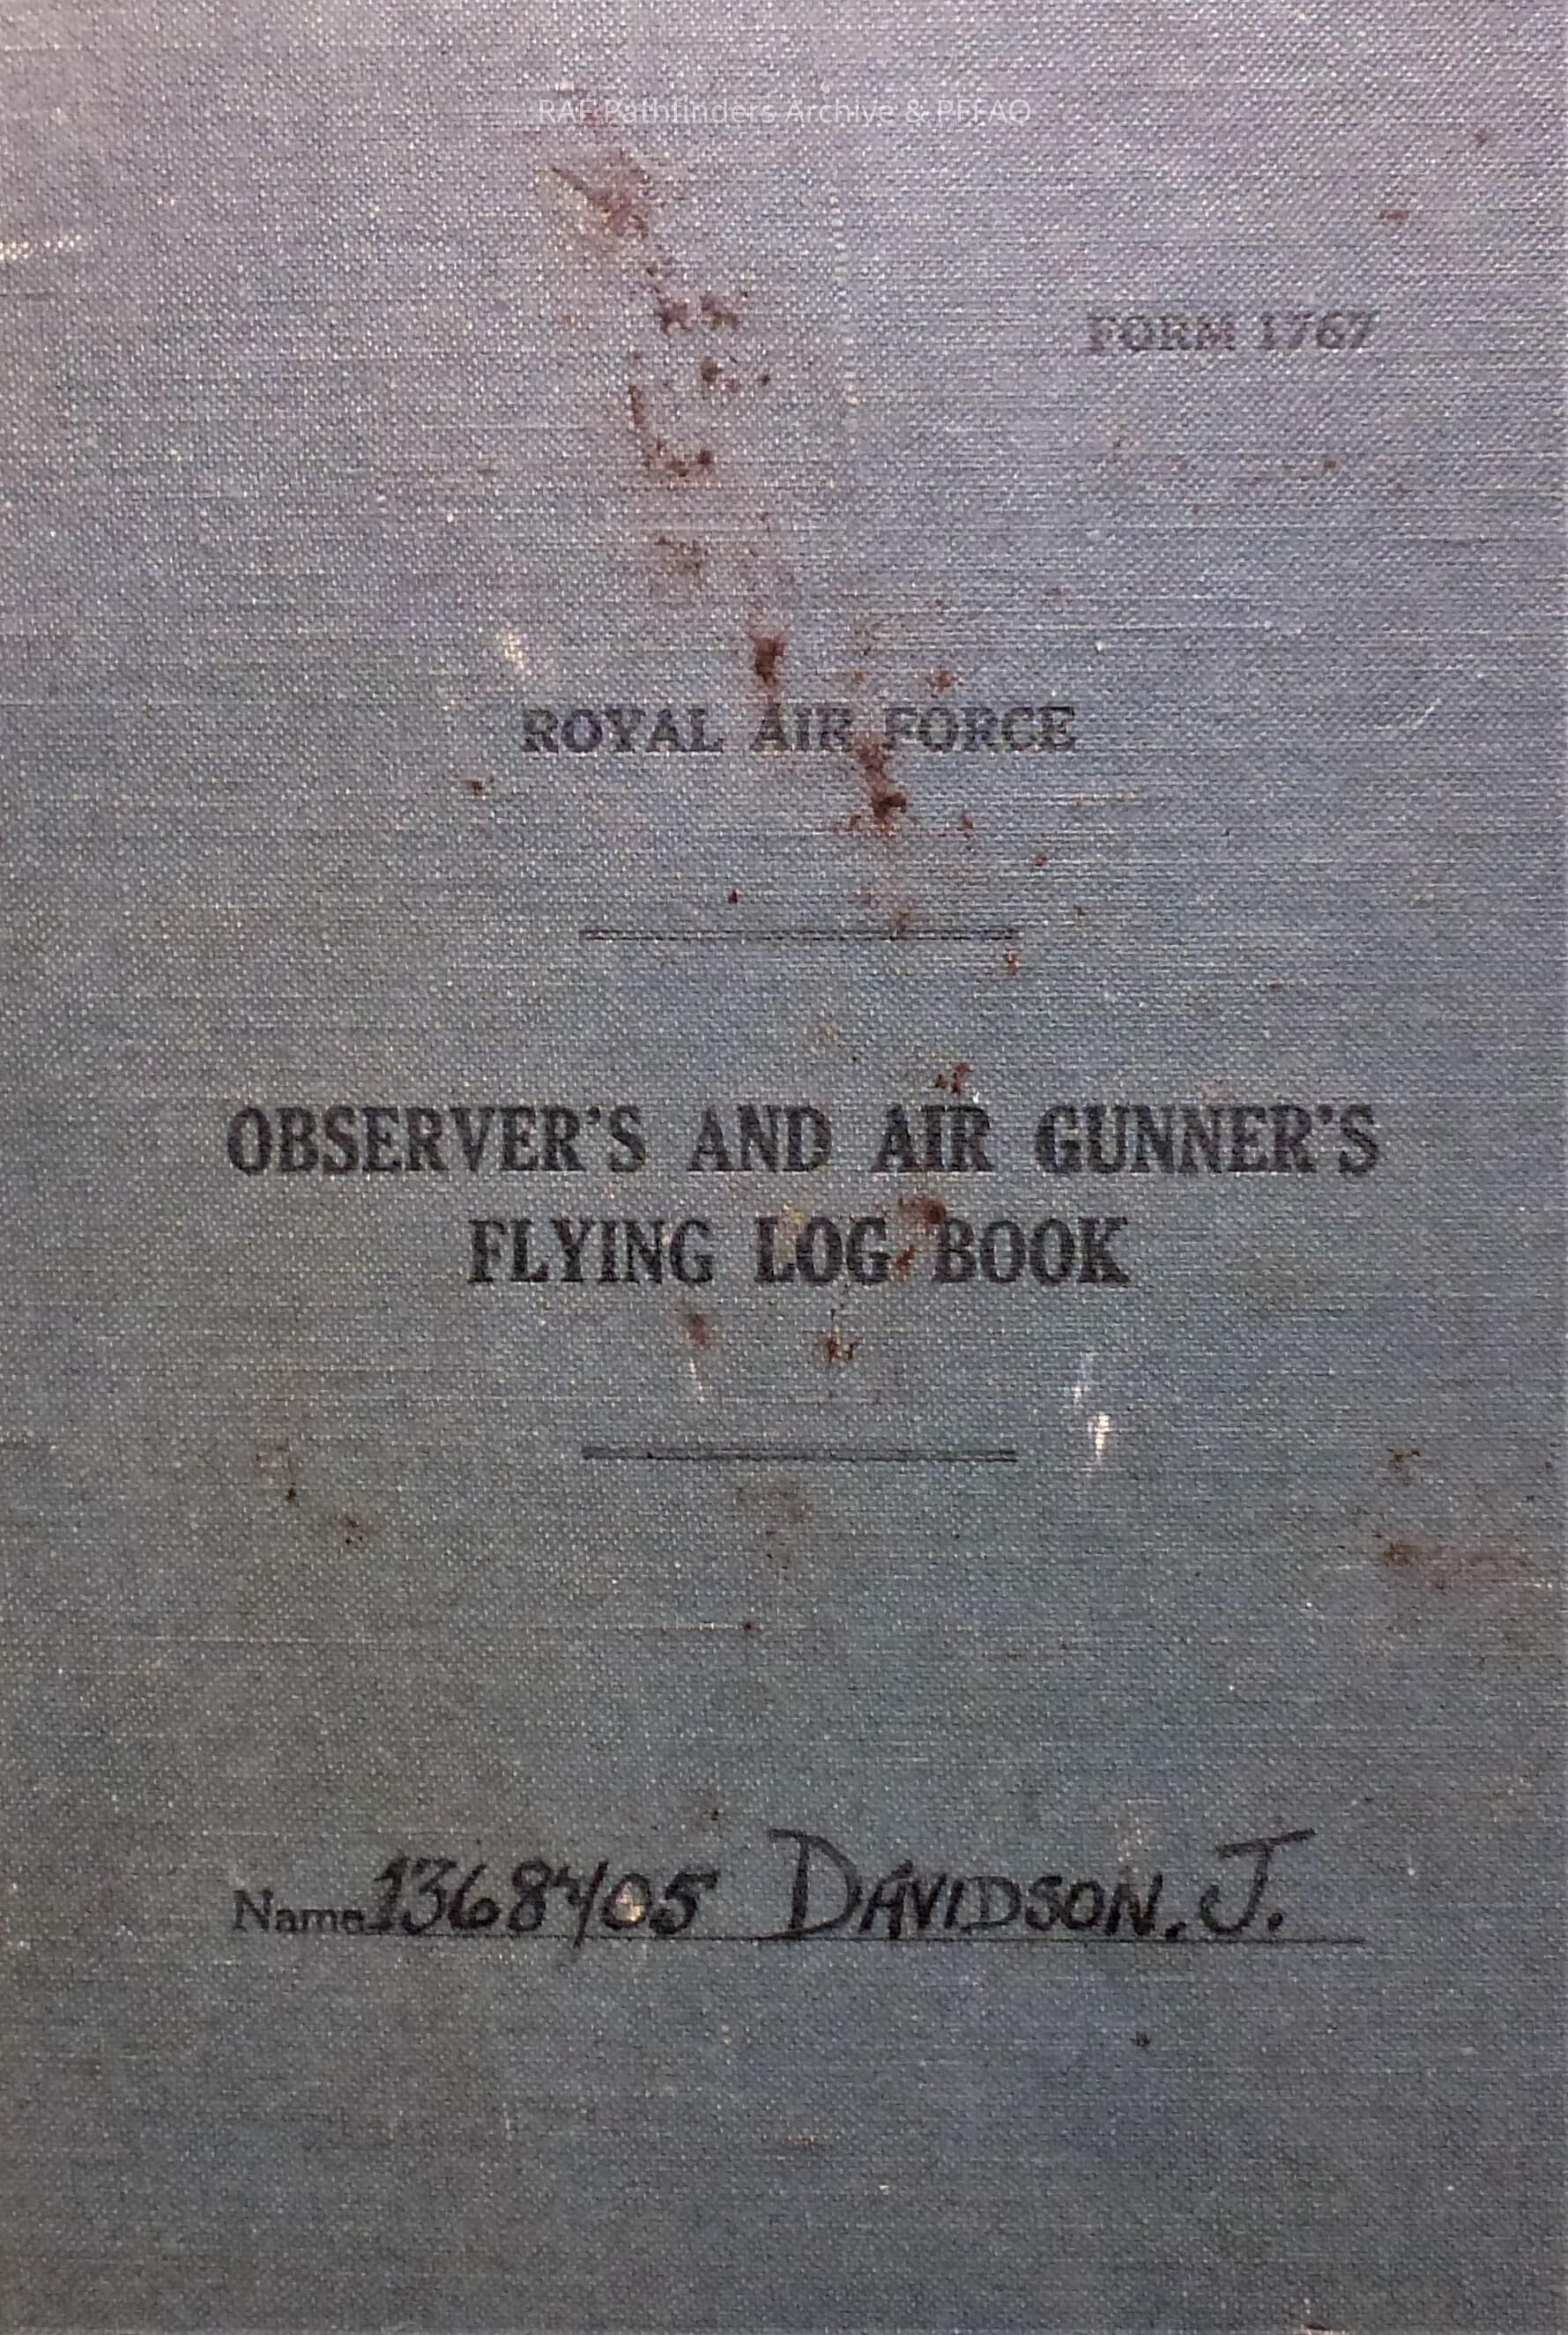 RAF Pathfinders Archive & PFFAO
FORM 1767
ROYAL AIR FORCE
OBSERVER'S AND AIR GUNNER'S
FLYING LOG BOOK
Name 1368405 DAVIDSON. J.